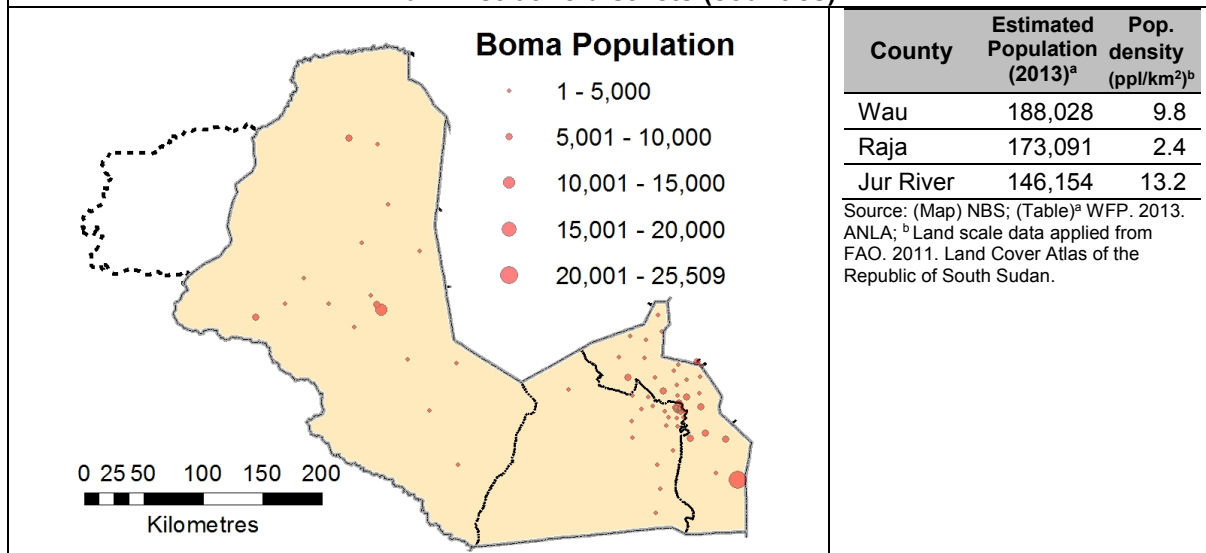 Boma Population
1 - 5,000
5,001 - 10,000
10,001 - 15,000
15,001 - 20,000
20,001 - 25,509
0 25 50 100 150 200
Kilometres
County Estimated Population (2013)ᵃ Pop. density (ppl/km²)ᵇ
Wau 188,028 9.8
Raja 173,091 2.4
Jur River 146,154 13.2
Source: (Map) NBS; (Table)ᵃ WFP. 2013.
ANLA; ᵇ Land scale data applied from
FAO. 2011. Land Cover Atlas of the
Republic of South Sudan.